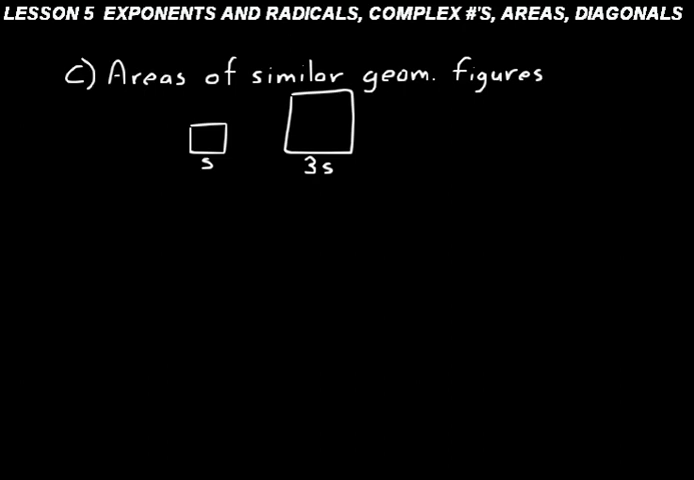 LESSON 5 EXPONENTS AND RADICALS, COMPLEX #'S, AREAS, DIAGONALS
C) Areas of similar geom. figures
s 3s